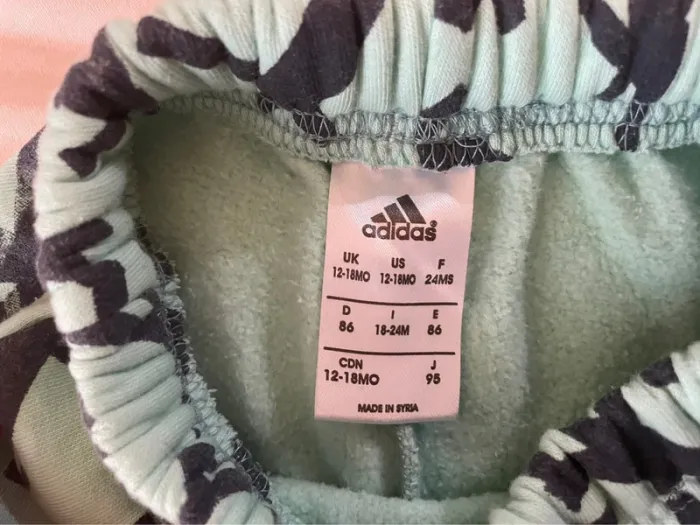 adidas®
UK US F
12-18MO 12-18MO 24MS
D I E
86 18-24M 86
CDN J
12-18MO 95
MADE IN SYRIA